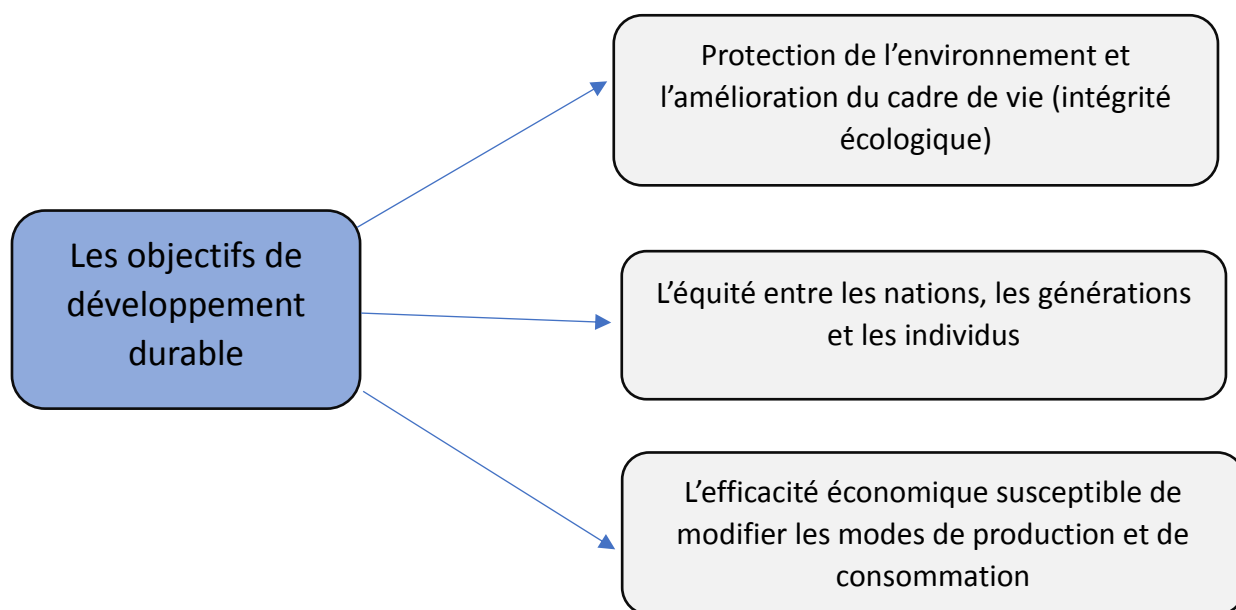 Protection de l’environnement et
l’amélioration du cadre de vie (intégrité
écologique)
Les objectifs de
développement
durable
L’équité entre les nations, les générations
et les individus
L’efficacité économique susceptible de
modifier les modes de production et de
consommation